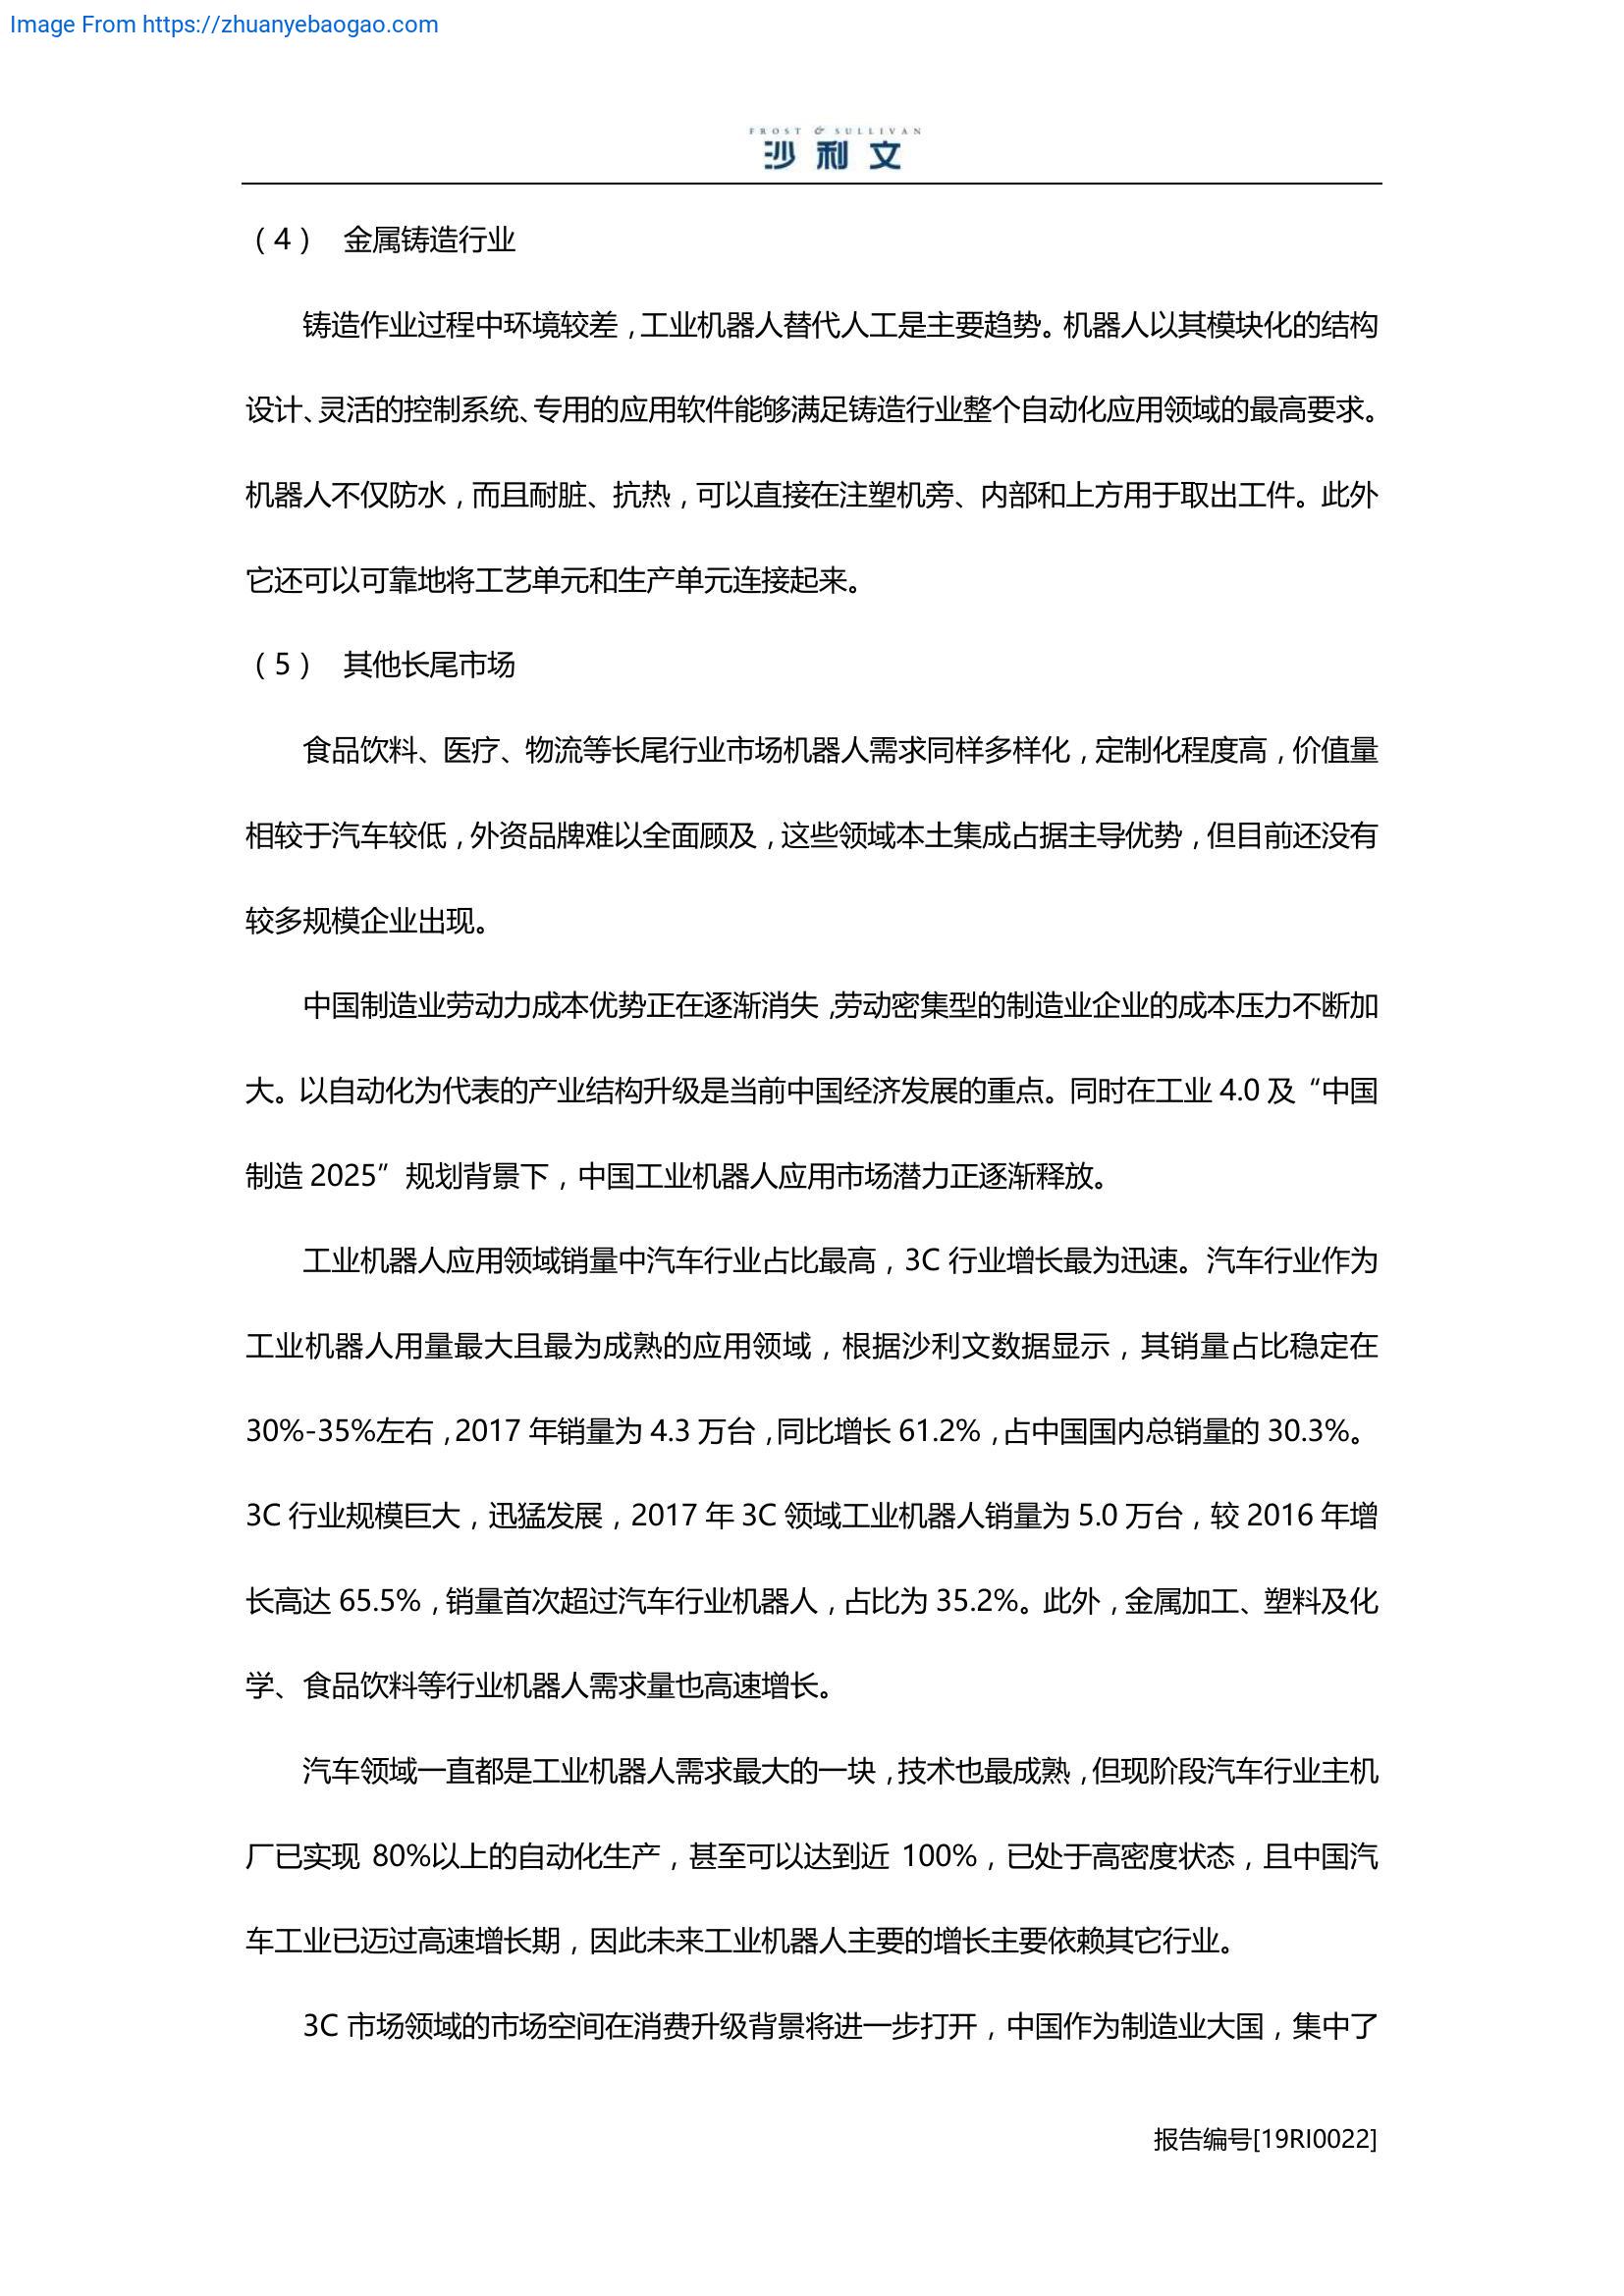 Image From https://zhuanyebaogao.com
FROST & SULLIVAN
沙利文
（4） 金属铸造行业
铸造作业过程中环境较差，工业机器人替代人工是主要趋势。机器人以其模块化的结构
设计、灵活的控制系统、专用的应用软件能够满足铸造行业整个自动化应用领域的最高要求。
机器人不仅防水，而且耐脏、抗热，可以直接在注塑机旁、内部和上方用于取出工件。此外
它还可以可靠地将工艺单元和生产单元连接起来。
（5） 其他长尾市场
食品饮料、医疗、物流等长尾行业市场机器人需求同样多样化，定制化程度高，价值量
相较于汽车较低，外资品牌难以全面顾及，这些领域本土集成占据主导优势，但目前还没有
较多规模企业出现。
中国制造业劳动力成本优势正在逐渐消失，劳动密集型的制造业企业的成本压力不断加
大。以自动化为代表的产业结构升级是当前中国经济发展的重点。同时在工业 4.0 及“中国
制造 2025”规划背景下，中国工业机器人应用市场潜力正逐渐释放。
工业机器人应用领域销量中汽车行业占比最高，3C 行业增长最为迅速。汽车行业作为
工业机器人用量最大且最为成熟的应用领域，根据沙利文数据显示，其销量占比稳定在
30%-35%左右，2017 年销量为 4.3 万台，同比增长 61.2%，占中国国内总销量的 30.3%。
3C 行业规模巨大，迅猛发展，2017 年 3C 领域工业机器人销量为 5.0 万台，较 2016 年增
长高达 65.5%，销量首次超过汽车行业机器人，占比为 35.2%。此外，金属加工、塑料及化
学、食品饮料等行业机器人需求量也高速增长。
汽车领域一直都是工业机器人需求最大的一块，技术也最成熟，但现阶段汽车行业主机
厂已实现 80%以上的自动化生产，甚至可以达到近 100%，已处于高密度状态，且中国汽
车工业已迈过高速增长期，因此未来工业机器人主要的增长主要依赖其它行业。
3C 市场领域的市场空间在消费升级背景将进一步打开，中国作为制造业大国，集中了
报告编号[19RI0022]